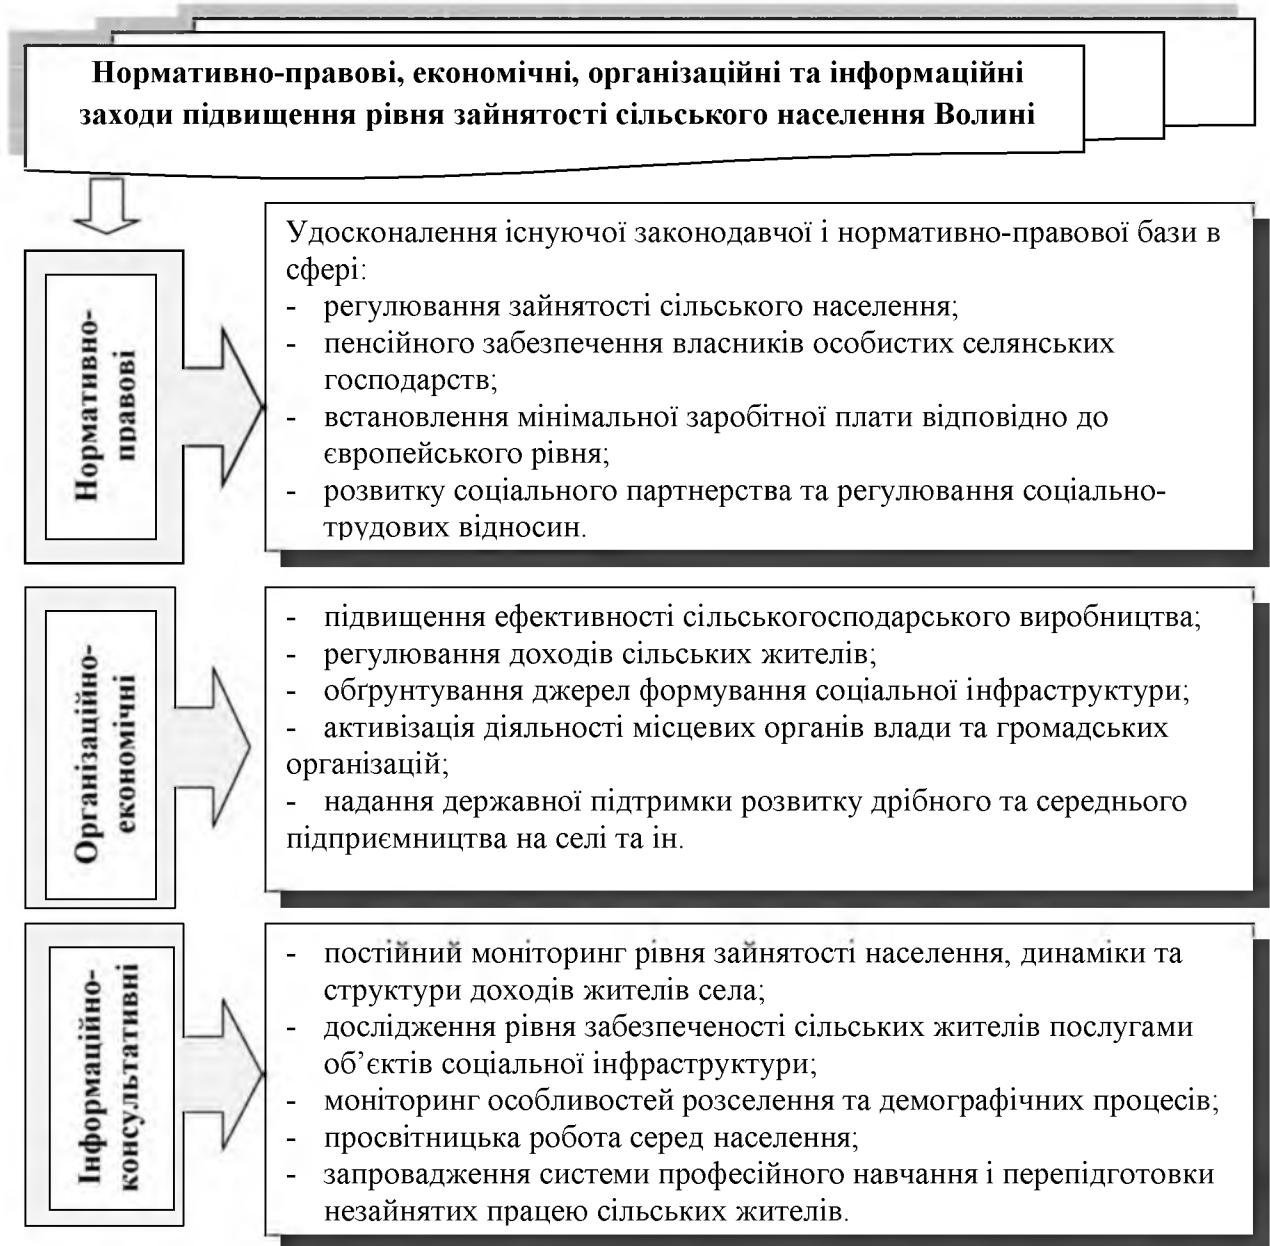 Нормативно-правові, економічні, організаційні та інформаційні
заходи підвищення рівня зайнятості сільського населення Волині
Нормативно-
правові
Удосконалення існуючої законодавчої і нормативно-правової бази в
сфері:
- регулювання зайнятості сільського населення;
- пенсійного забезпечення власників особистих селянських
господарств;
- встановлення мінімальної заробітної плати відповідно до
європейського рівня;
- розвитку соціального партнерства та регулювання соціально-
трудових відносин.
Організаційно-
економічні
- підвищення ефективності сільськогосподарського виробництва;
- регулювання доходів сільських жителів;
- обґрунтування джерел формування соціальної інфраструктури;
- активізація діяльності місцевих органів влади та громадських
організацій;
- надання державної підтримки розвитку дрібного та середнього
підприємництва на селі та ін.
Інформаційно-
консультативні
- постійний моніторинг рівня зайнятості населення, динаміки та
структури доходів жителів села;
- дослідження рівня забезпеченості сільських жителів послугами
об’єктів соціальної інфраструктури;
- моніторинг особливостей розселення та демографічних процесів;
- просвітницька робота серед населення;
- запровадження системи професійного навчання і перепідготовки
незайнятих працею сільських жителів.